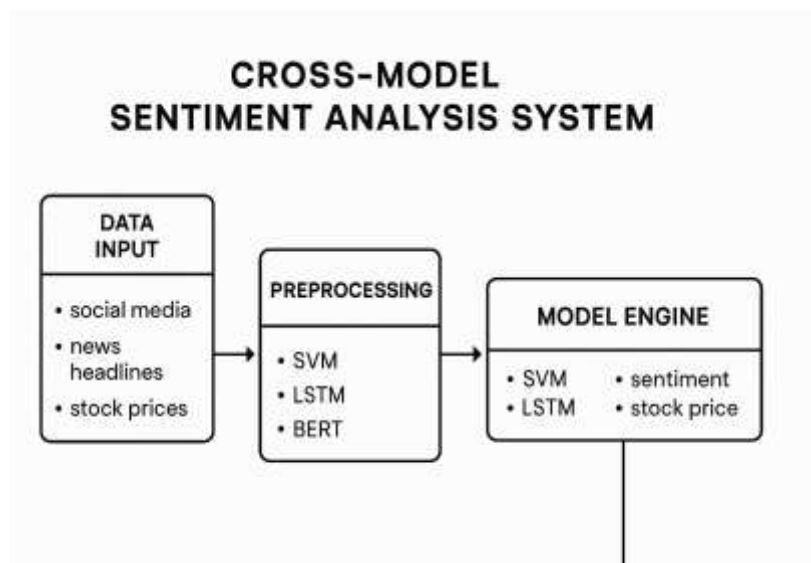 CROSS-MODEL
SENTIMENT ANALYSIS SYSTEM
DATA
INPUT
• social media
• news
headlines
• stock prices
PREPROCESSING
• SVM
• LSTM
• BERT
MODEL ENGINE
• SVM • sentiment
• LSTM • stock price